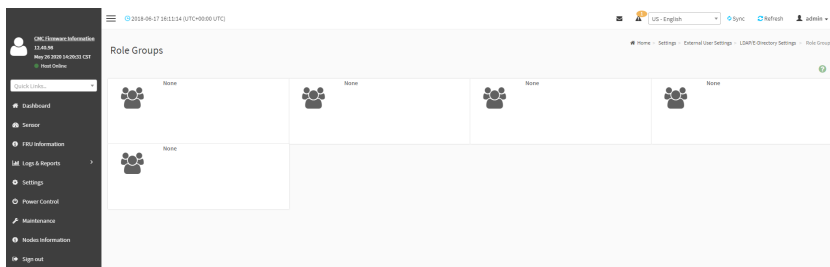 2018-06-17 16:11:14 (UTC+00:00 UTC)
US - English
Sync
Refresh
admin
CMC Firmware Information
12.40.98
May 26 2020 14:20:31 CST
Host Online
Quick Links...
Dashboard
Sensor
FRU Information
Logs & Reports
Settings
Power Control
Maintenance
Nodes Information
Sign out
Role Groups
Home - Settings - External User Settings - LDAP/E-Directory Settings - Role Group
None
None
None
None
None